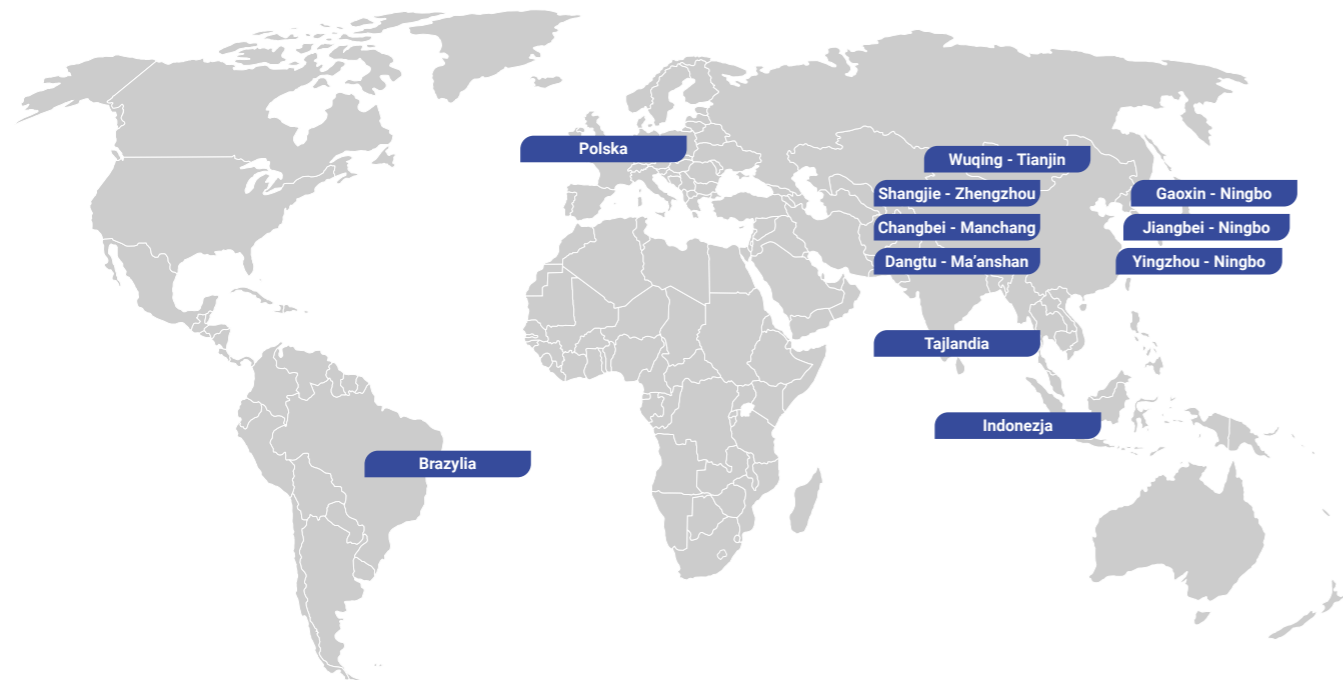 Polska
Wuqing - Tianjin
Shangjie - Zhengzhou
Gaoxin - Ningbo
Changbei - Manchang
Jiangbei - Ningbo
Dangtu - Ma’anshan
Yingzhou - Ningbo
Tajlandia
Indonezja
Brazylia